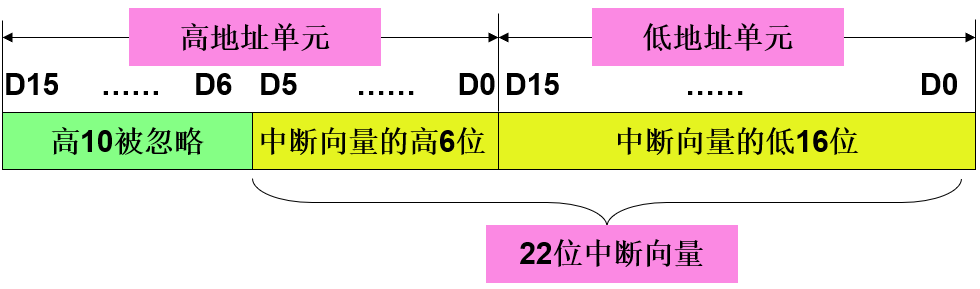 高地址单元 低地址单元
D15 …… D6 D5 …… D0 D15 …… D0
高10被忽略 中断向量的高6位 中断向量的低16位
22位中断向量